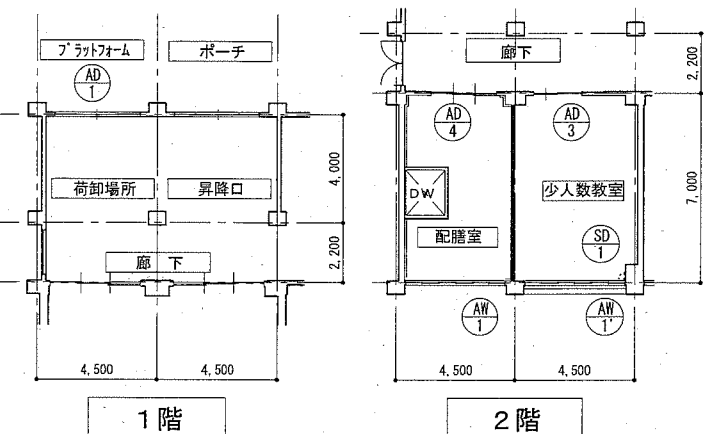 プラットフォーム
ポーチ
AD
1
荷卸場所
昇降口
4,000
廊下
2,200
4,500
4,500
1階
廊下
2,200
AD
4
AD
3
DW
少人数教室
7,000
配膳室
SD
1
AW
1
AW
1'
4,500
4,500
2階